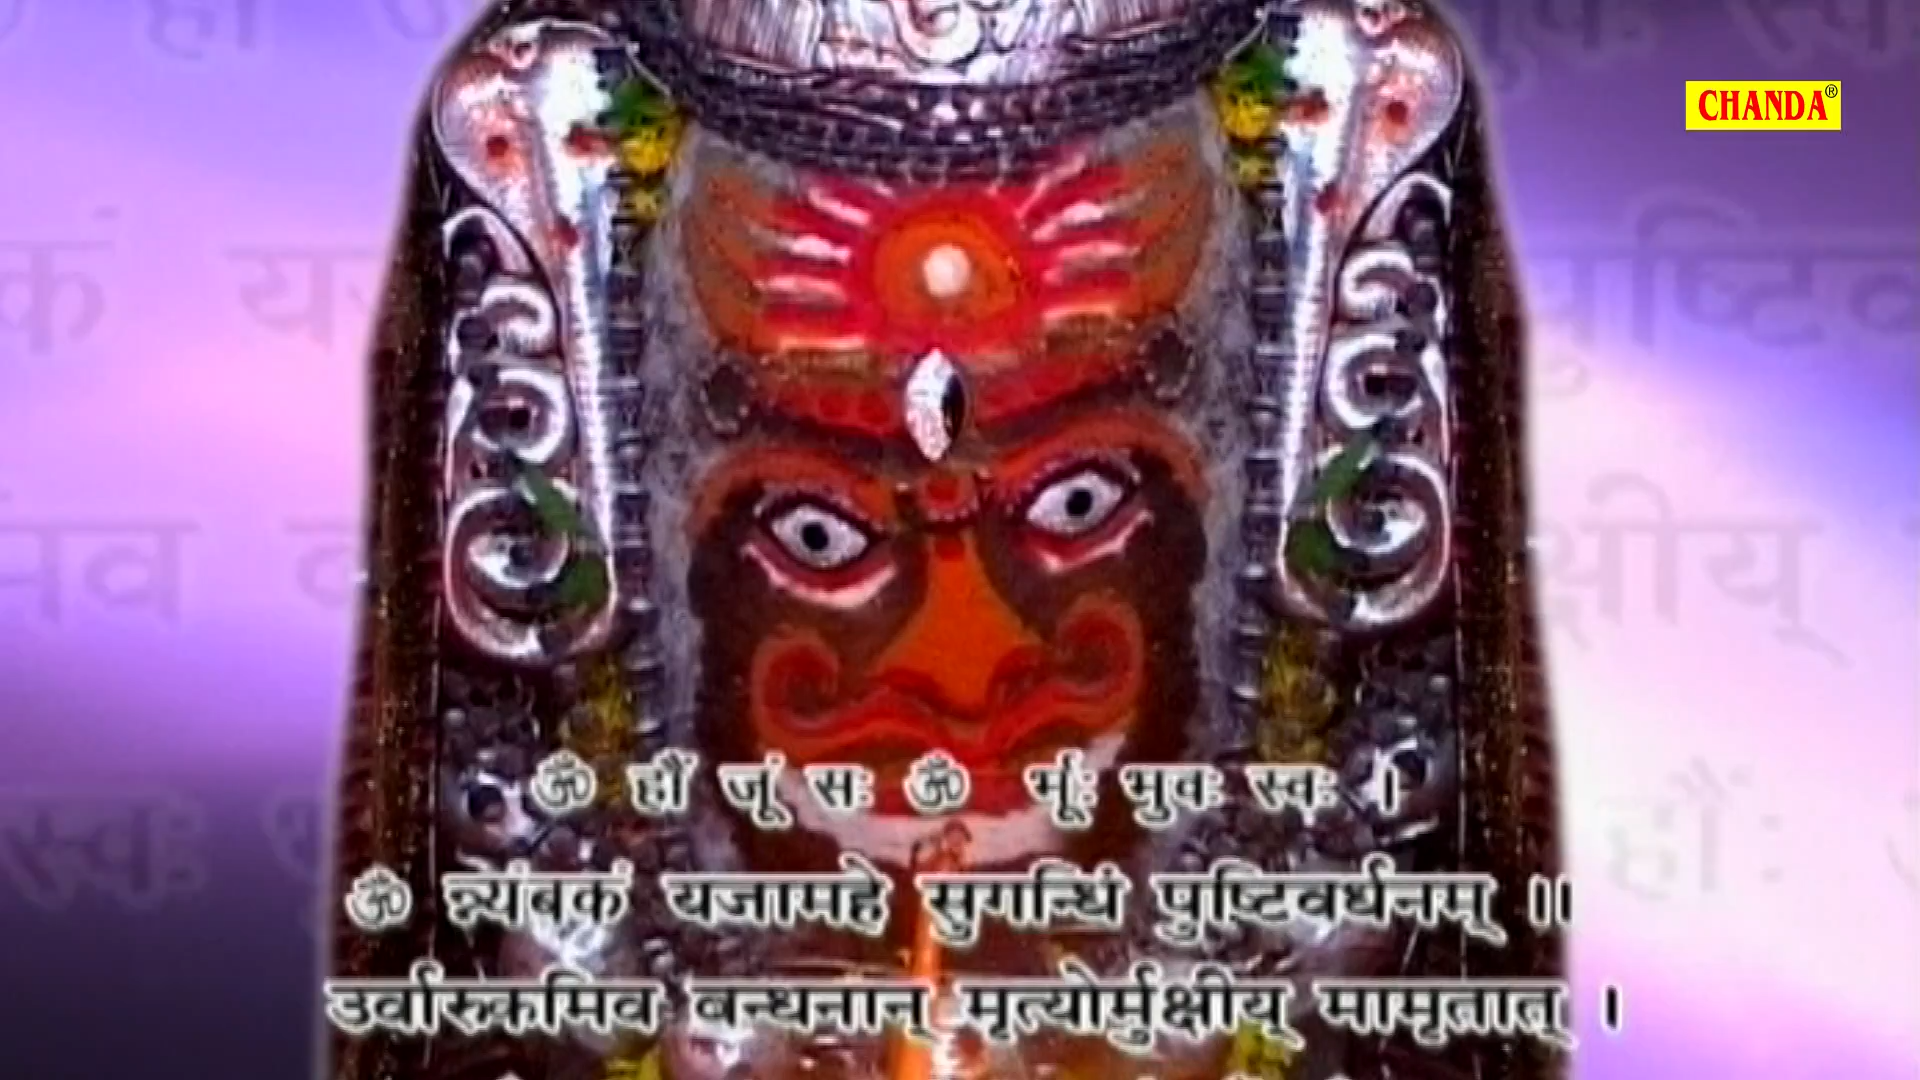 CHANDA®
ॐ हौं जूं सः ॐ र्भूः भुवः स्वः ।
ॐ त्र्यंबकं यजामहे सुगन्धिं पुष्टिवर्धनम् ।।
उर्वारुकमिव बन्धनान् मृत्योर्मुक्षीय् मामृतात् ।